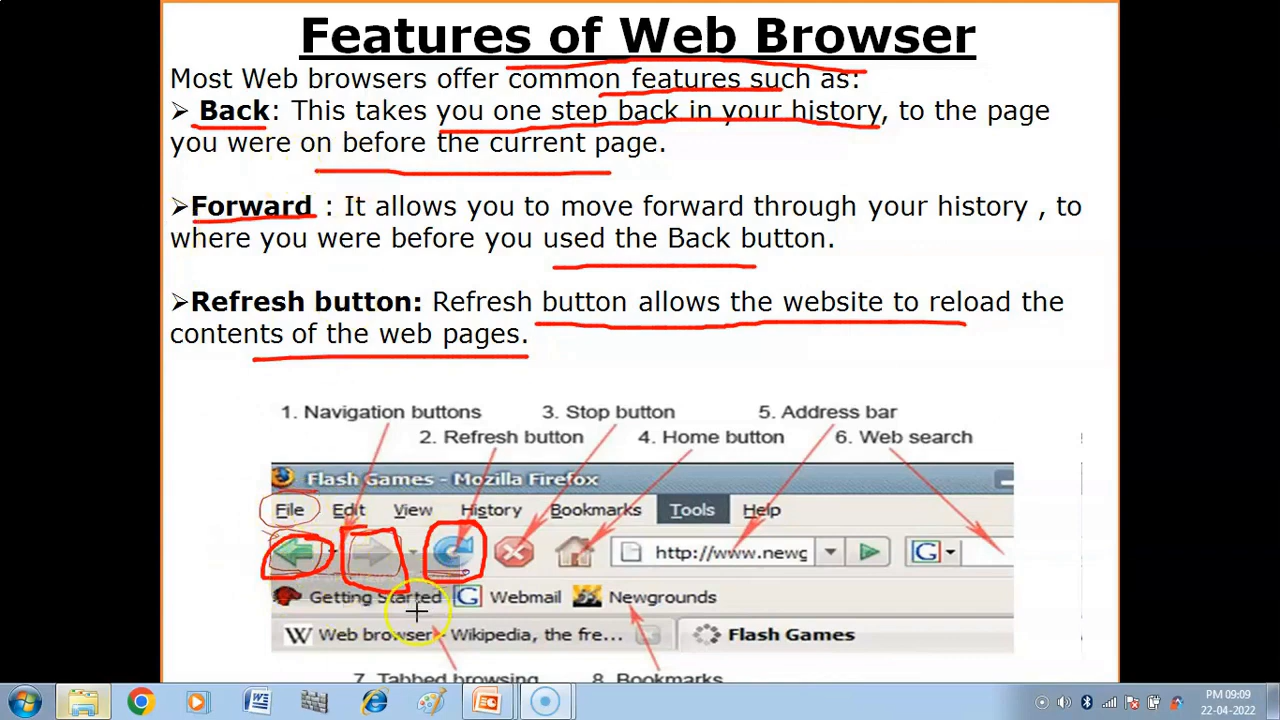 Features of Web Browser
Most Web browsers offer common features such as:
➢ Back: This takes you one step back in your history, to the page
you were on before the current page.
➢Forward : It allows you to move forward through your history , to
where you were before you used the Back button.
➢Refresh button: Refresh button allows the website to reload the
contents of the web pages.
1. Navigation buttons 3. Stop button 5. Address bar
2. Refresh button 4. Home button 6. Web search
Flash Games - Mozilla Firefox
File Edit View History Bookmarks Tools Help
http://www.newg G
Getting Started G Webmail Newgrounds
W Web browser - Wikipedia, the fre... Flash Games
7. Tabbed browsing 8. Bookmarks
PM 09:09
22-04-2022